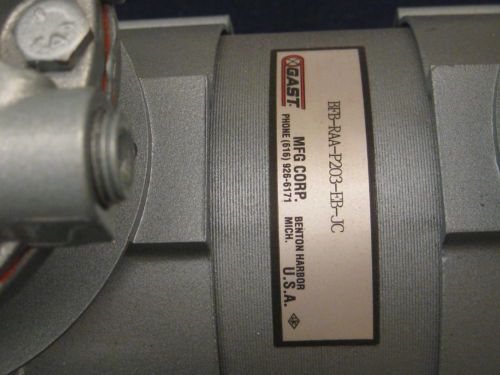 GAST
MFG CORP.
BENTON HARBOR
PHONE (616) 926-6171
MICH.
U.S.A.
BFB-RAA-P203-EB-JC